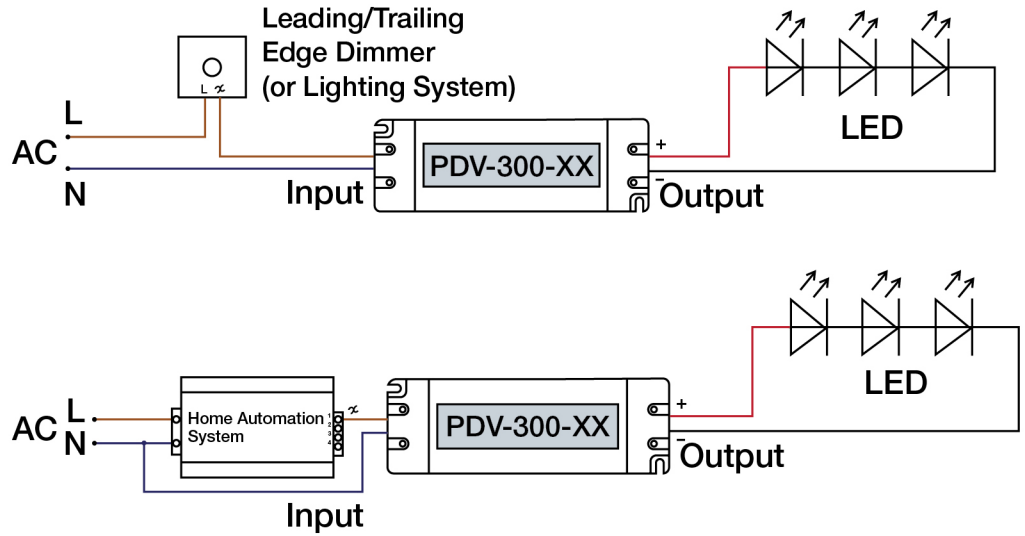 Leading/Trailing
Edge Dimmer
(or Lighting System)
L
L
AC
N
Input
PDV-300-XX
+
-
Output
LED
AC
L
N
Home Automation
System
1
2
3
4
Input
PDV-300-XX
+
-
Output
LED